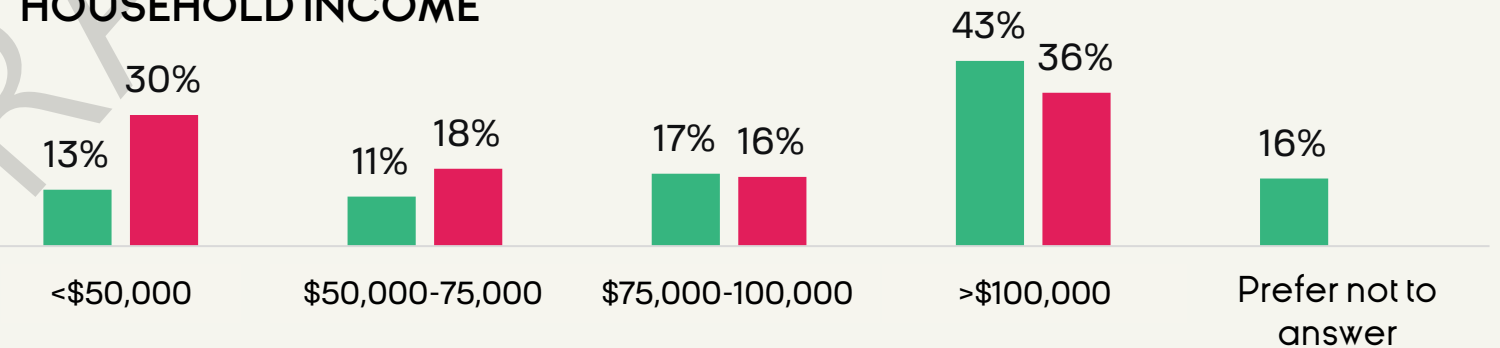 HOUSEHOLD INCOME
13% 30% 11% 18% 17% 16% 43% 36% 16%
<$50,000 $50,000-75,000 $75,000-100,000 >$100,000 Prefer not to
answer